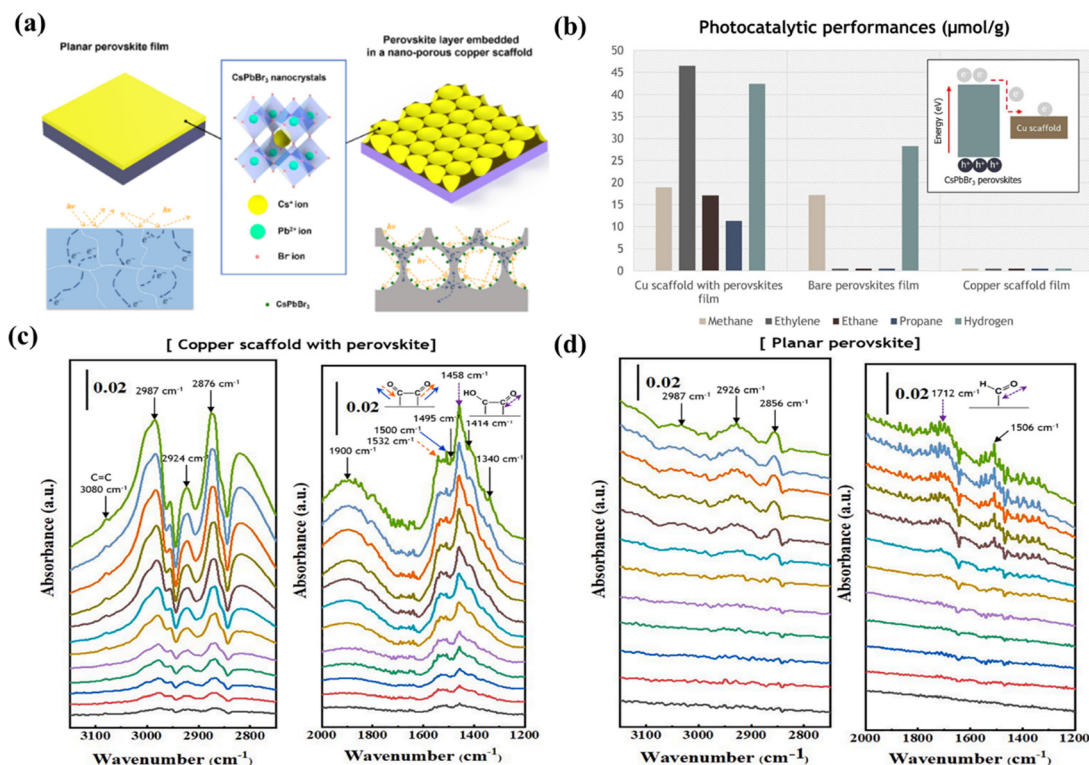 (a)
Planar perovskite film
CsPbBr3 nanocrystals
Perovskite layer embedded
in a nano-porous copper scaffold
Cs+ ion
Pb2+ ion
Br- ion
CsPbBr3
hv
e-
e-
e-
e-
e-
hv
hv
hv
(b)
Photocatalytic performances (μmol/g)
50
45
40
35
30
25
20
15
10
5
0
Energy (eV)
e-
e-
e-
e-
Cu scaffold
h+
h+
h+
CsPbBr3 perovskites
Cu scaffold with perovskites
film
Bare perovskites film
Copper scaffold film
Methane
Ethylene
Ethane
Propane
Hydrogen
(c)
[ Copper scaffold with perovskite]
0.02
2987 cm-1
2876 cm-1
C=C
3080 cm-1
2924 cm-1
Absorbance (a.u.)
3100
3000
2900
2800
Wavenumber (cm-1)
0.02
O
O
1458 cm-1
HO
O
1495 cm-1
1500 cm-1
1532 cm-1
1414 cm-1
1900 cm-1
1340 cm-1
Absorbance (a.u.)
2000
1800
1600
1400
1200
Wavenumber (cm-1)
(d)
[ Planar perovskite]
0.02
2987 cm-1
2926 cm-1
2856 cm-1
Absorbance (a.u.)
3100
3000
2900
2800
Wavenumber (cm-1)
0.02
1712 cm-1
H
O
1506 cm-1
Absorbance (a.u.)
2000
1800
1600
1400
1200
Wavenumber (cm-1)